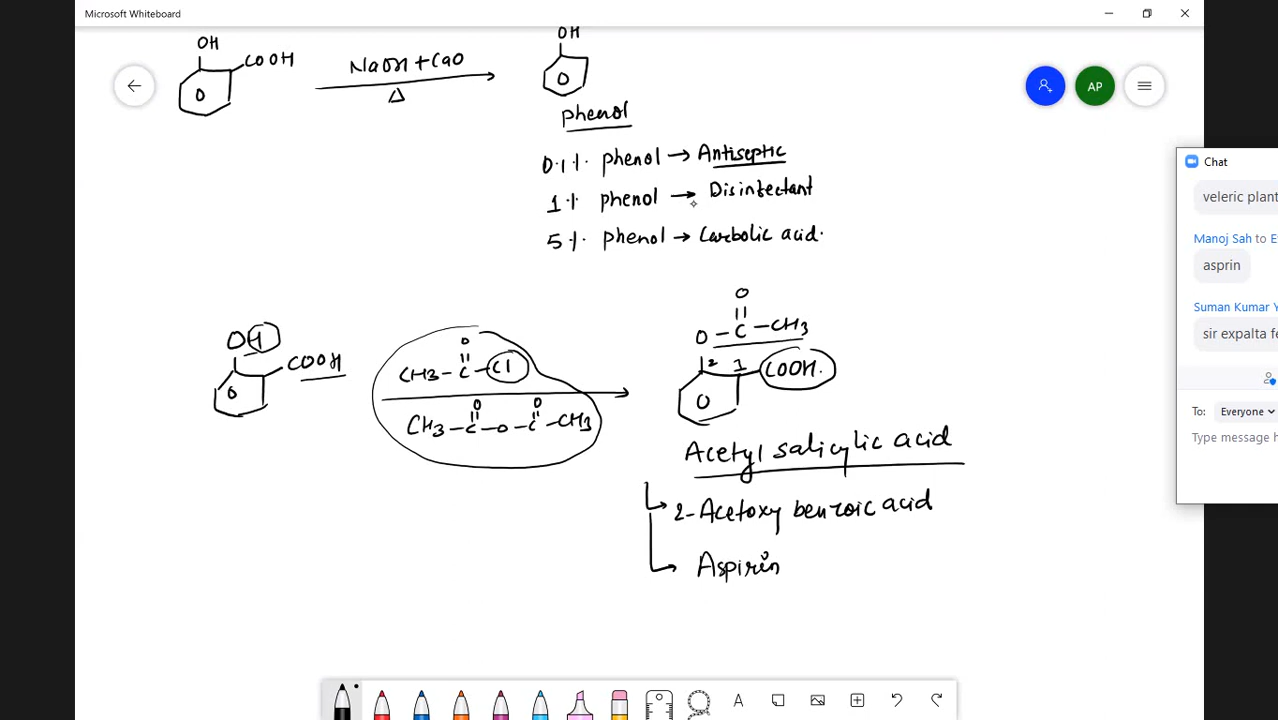 Microsoft Whiteboard
OH
COOH
NaOH + CaO
Δ
OH
phenol
0.1% phenol → Antiseptic
1% phenol → Disinfectant
5% phenol → Carbolic acid.
AP
Chat
veleric plant
Manoj Sah to E
asprin
Suman Kumar Y
sir expalta fe
To: Everyone
Type message h
OH
COOH
O
CH3-C-Cl
O O
CH3-C-O-C-CH3
O
O-C-CH3
2 1 COOH.
Acetyl salicylic acid
2-Acetoxy benzoic acid
Aspirin
A